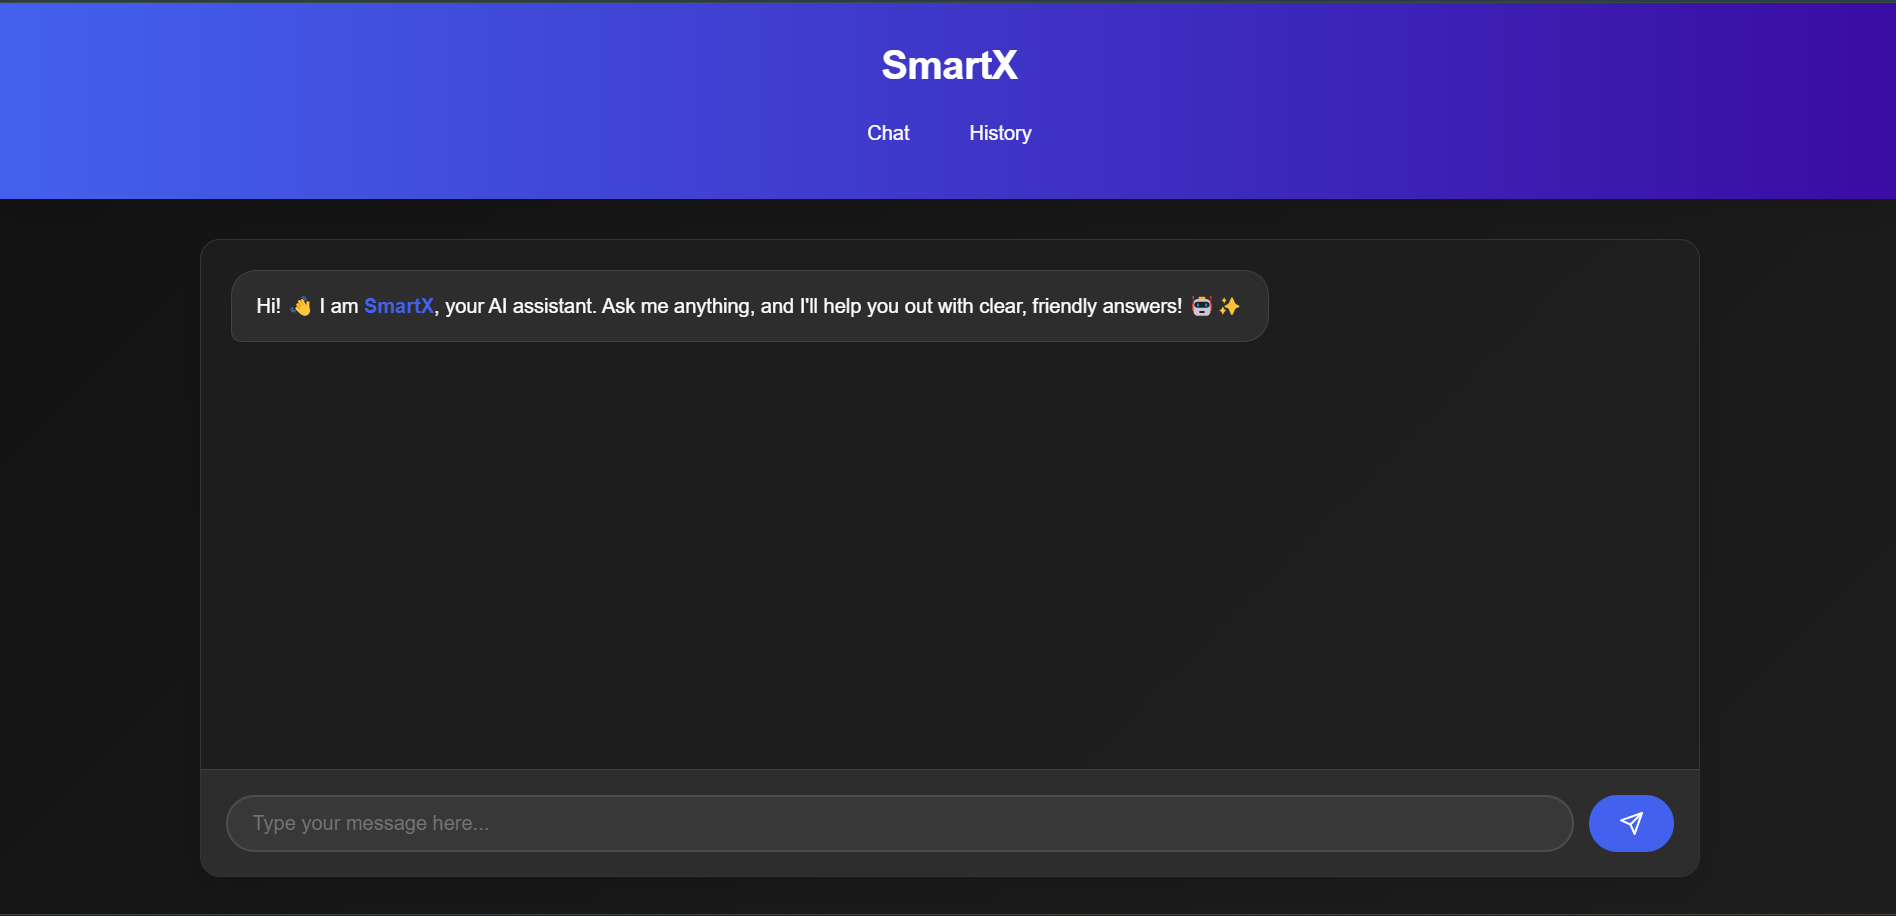 SmartX
Chat History
Hi! 👋 I am SmartX, your AI assistant. Ask me anything, and I'll help you out with clear, friendly answers! 🤖 ✨
Type your message here...